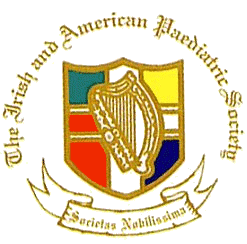 The Irish and American Paediatric Society
Societas Nobilissima